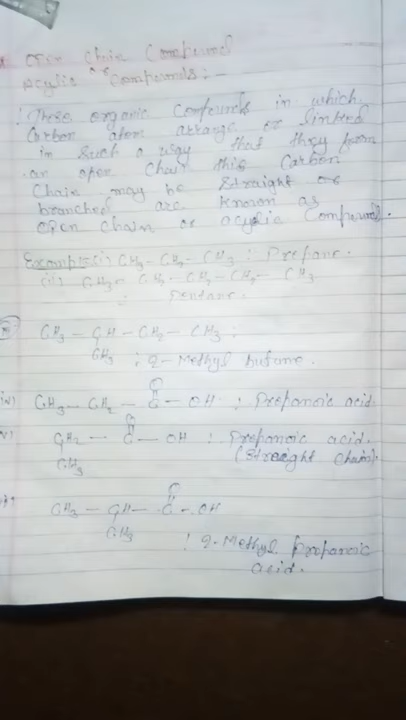 Open Chain Compound
Acyclic Compounds: -
These organic Compounds in which
Carbon atom arrange or linked
in such a way that they form
an open chain this Carbon
Chain may be straight or
branched are known as
open chain or acyclic Compound.
Example:(i) CH3 - CH2 - CH3 : Propane.
(ii) CH3 - CH2 - CH2 - CH2 - CH3
: Pentane.
CH3 - CH - CH2 - CH3 :
CH3 : 2-Methyl butane.
iv) CH3 - CH2 - C - OH : Propanoic acid.
O
v) CH2 - C - OH : Propanoic acid.
O
CH3 (Straight Chain).
O
CH3 - CH - C - OH
CH3
: 2-Methyl propanoic
acid.